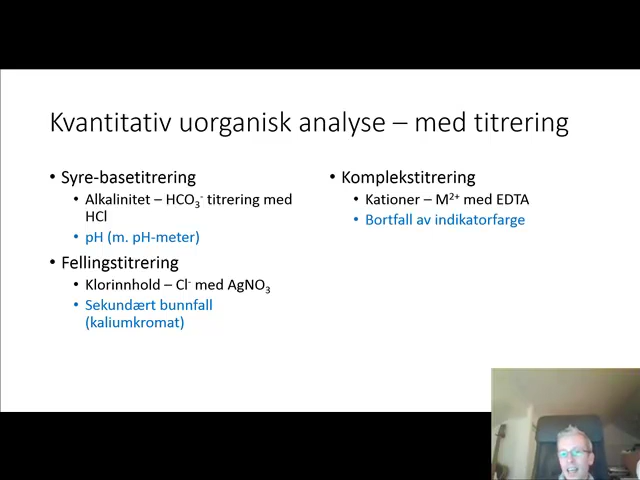 Kvantitativ uorganisk analyse – med titrering
• Syre-basetitrering
• Alkalinitet – HCO₃⁻ titrering med
HCl
• pH (m. pH-meter)
• Fellingstitrering
• Klorinnhold – Cl⁻ med AgNO₃
• Sekundært bunnfall
(kaliumkromat)
• Komplekstitrering
• Kationer – M²⁺ med EDTA
• Bortfall av indikatorfarge